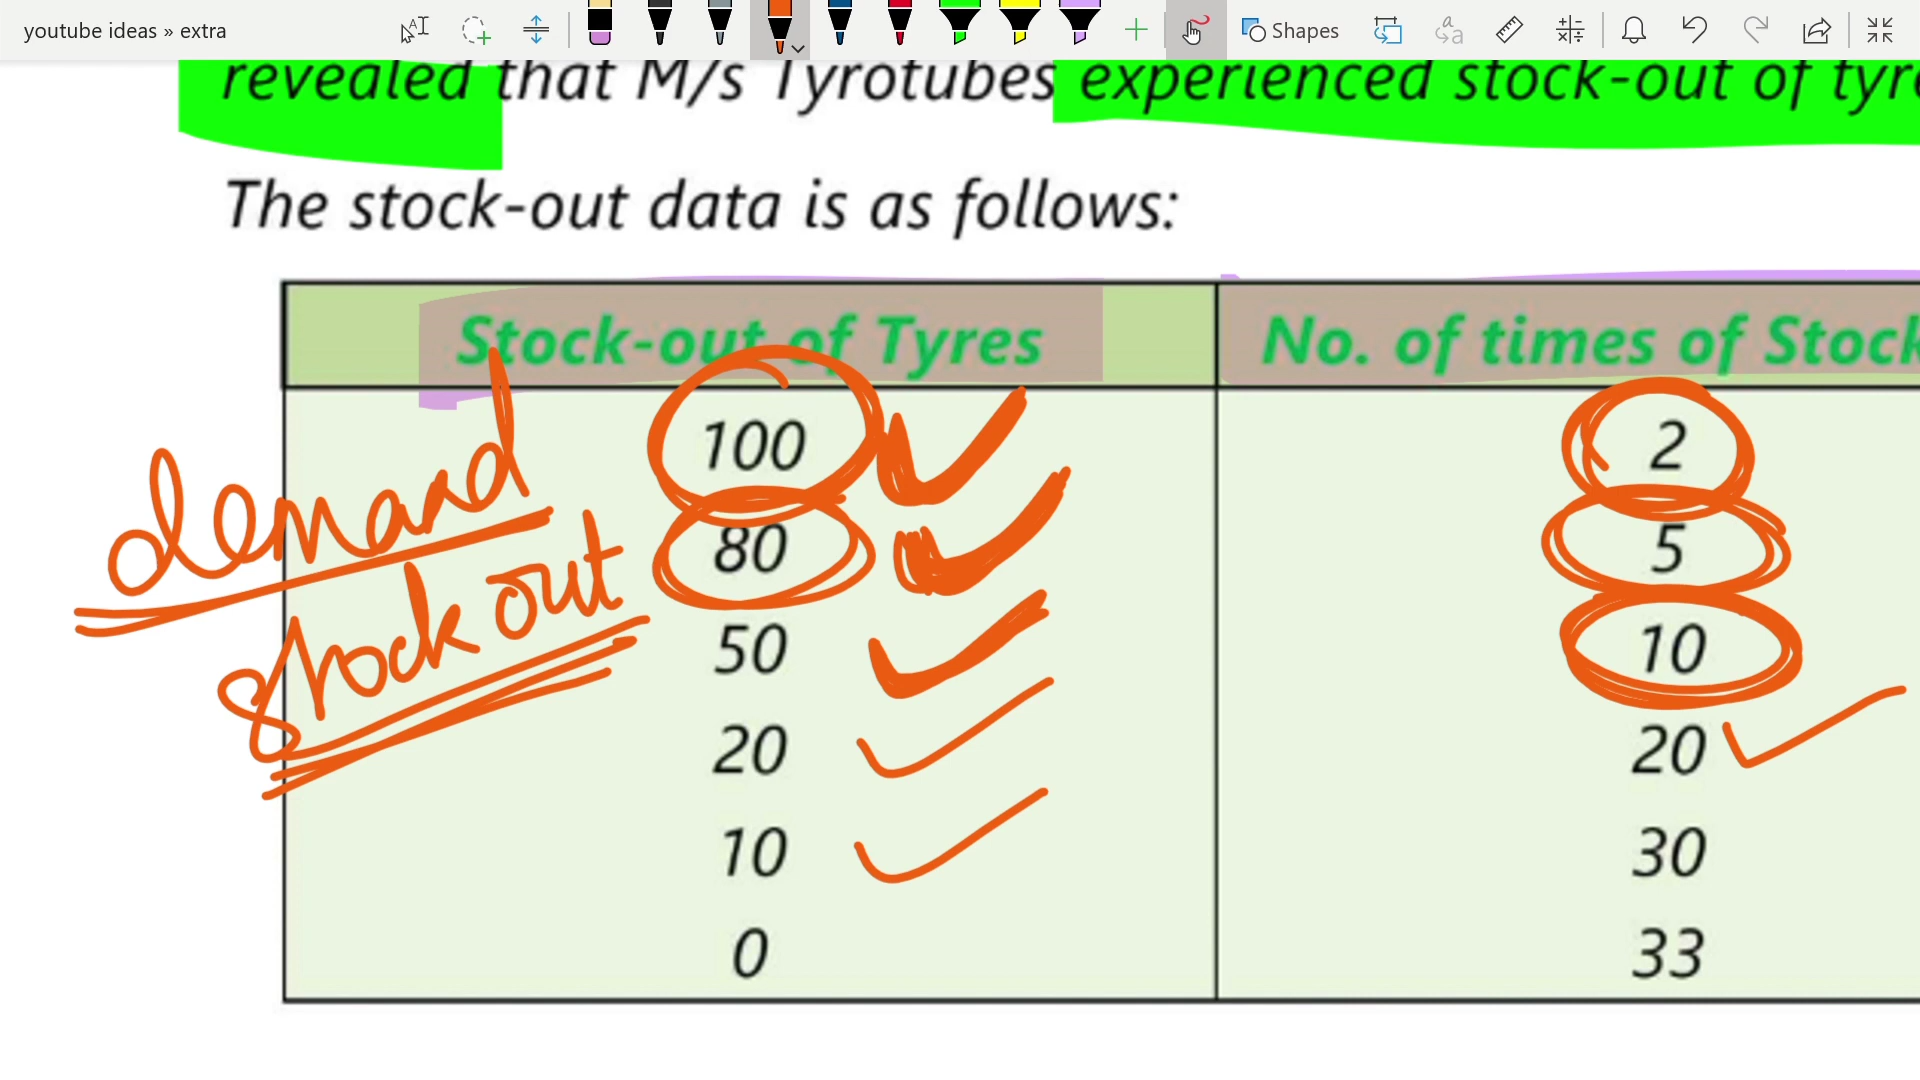 youtube ideas » extra
Shapes
revealed that M/s Tyrotubes experienced stock-out of tyre
The stock-out data is as follows:
Stock-out of Tyres No. of times of Stock
100 2
80 5
50 10
20 20
10 30
0 33
demand
stock out